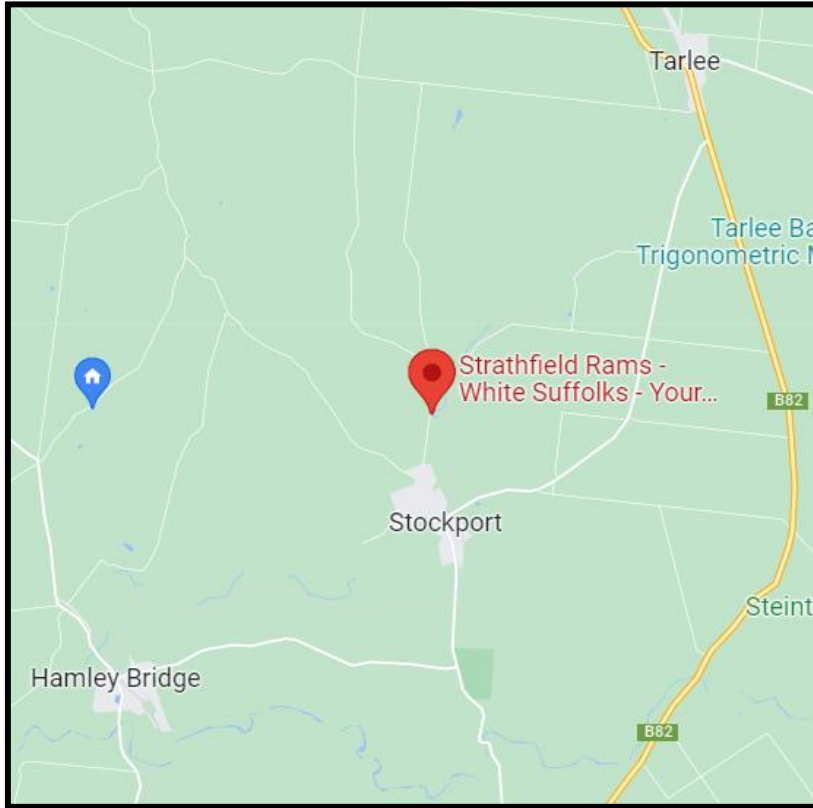 Tarlee
Tarlee Ba
Trigonometric M
Strathfield Rams -
White Suffolks - Your...
B82
Stockport
Steint
Hamley Bridge
B82